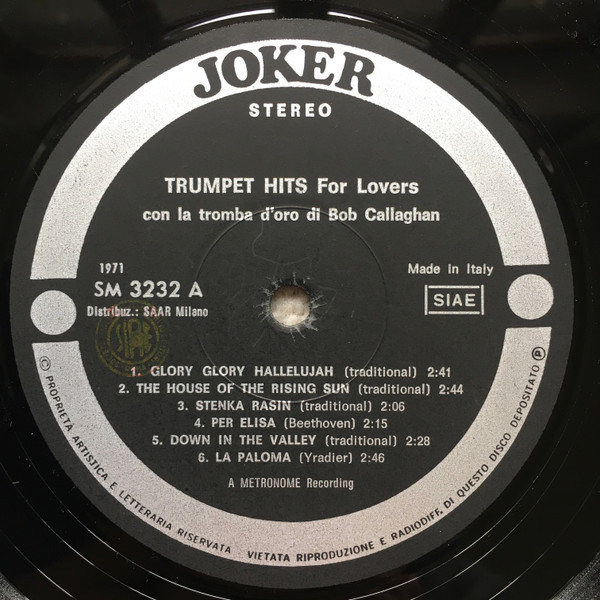 JOKER
STEREO
TRUMPET HITS For Lovers
con la tromba d'oro di Bob Callaghan
1971
SM 3232 A
Distribuz.: SAAR Milano
Made in Italy
SIAE
SIAE
1. GLORY GLORY HALLELUJAH (traditional) 2:41
2. THE HOUSE OF THE RISING SUN (traditional) 2:44
3. STENKA RASIN (traditional) 2:06
4. PER ELISA (Beethoven) 2:15
5. DOWN IN THE VALLEY (traditional) 2:28
6. LA PALOMA (Yradier) 2:46
A METRONOME Recording
© PROPRIETÀ ARTISTICA E LETTERARIA RISERVATA VIETATA RIPRODUZIONE E RADIODIFF. DI QUESTO DISCO DEPOSITATO ℗